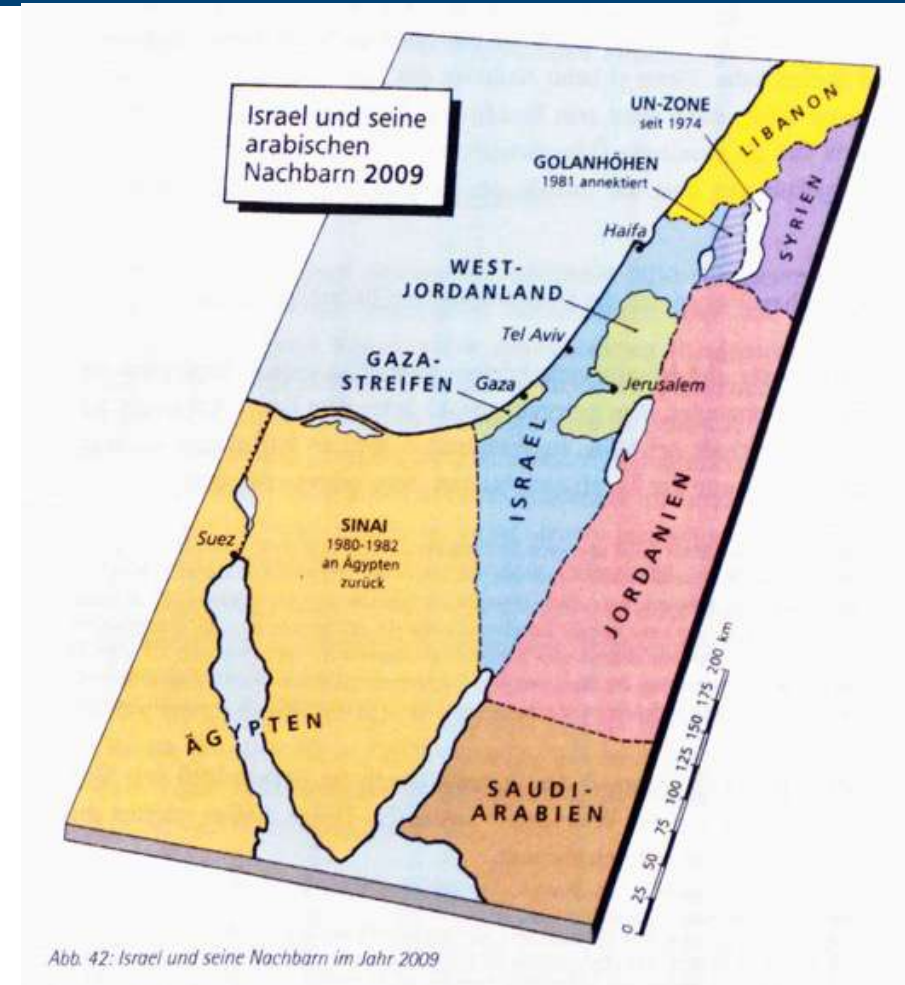 Israel und seine
arabischen
Nachbarn 2009
UN-ZONE
seit 1974
LIBANON
GOLANHÖHEN
1981 annektiert
SYRIEN
Haifa
WEST-
JORDANLAND
Tel Aviv
GAZA-
STREIFEN
Gaza
Jerusalem
ISRAEL
SINAI
1980-1982
an Ägypten
zurück
Suez
JORDANIEN
ÄGYPTEN
SAUDI-
ARABIEN
0 25 50 75 100 125 150 175 200 km
Abb. 42: Israel und seine Nachbarn im Jahr 2009